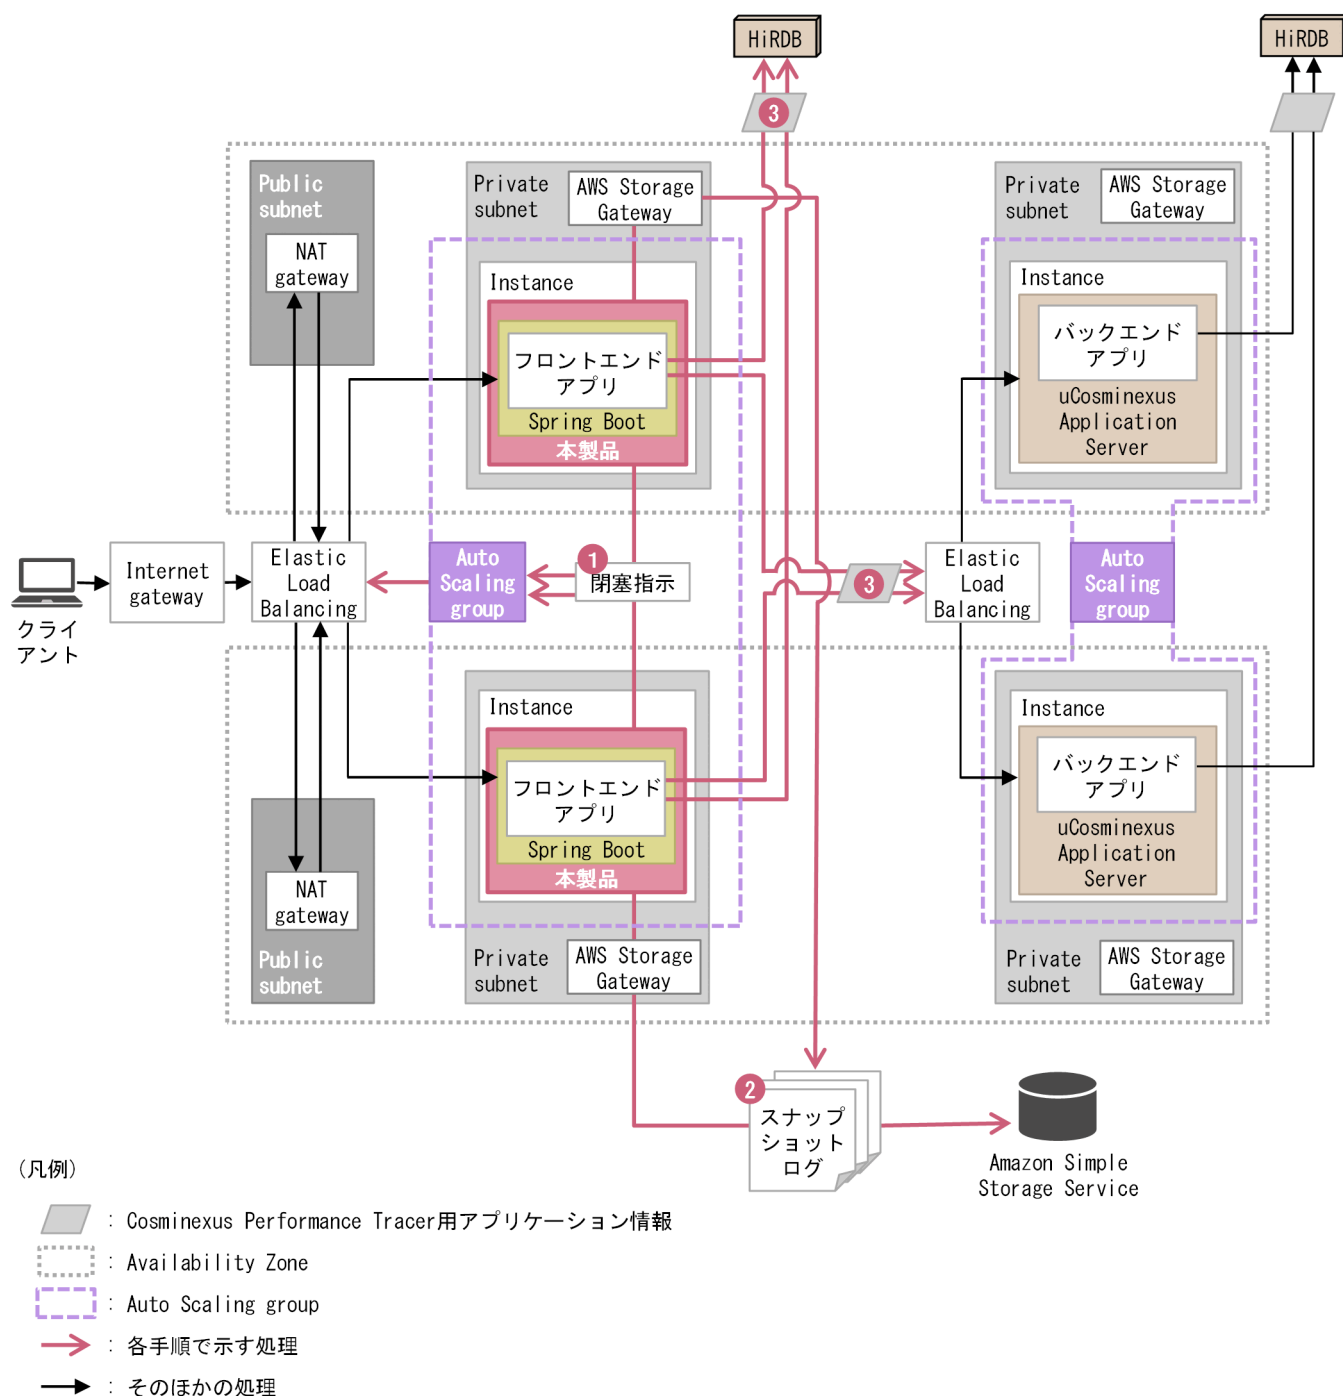 HiRDB
HiRDB
3
Public
subnet
NAT
gateway
Private
subnet
AWS Storage
Gateway
Instance
フロントエンド
アプリ
Spring Boot
本製品
Private
subnet
AWS Storage
Gateway
Instance
バックエンド
アプリ
uCosminexus
Application
Server
クライ
アント
Internet
gateway
Elastic
Load
Balancing
Auto
Scaling
group
1
閉塞指示
3
Elastic
Load
Balancing
Auto
Scaling
group
Instance
フロントエンド
アプリ
Spring Boot
本製品
Private
subnet
AWS Storage
Gateway
NAT
gateway
Public
subnet
Instance
バックエンド
アプリ
uCosminexus
Application
Server
Private
subnet
AWS Storage
Gateway
2
スナップ
ショット
ログ
Amazon Simple
Storage Service
(凡例)
: Cosminexus Performance Tracer用アプリケーション情報
: Availability Zone
: Auto Scaling group
: 各手順で示す処理
: そのほかの処理